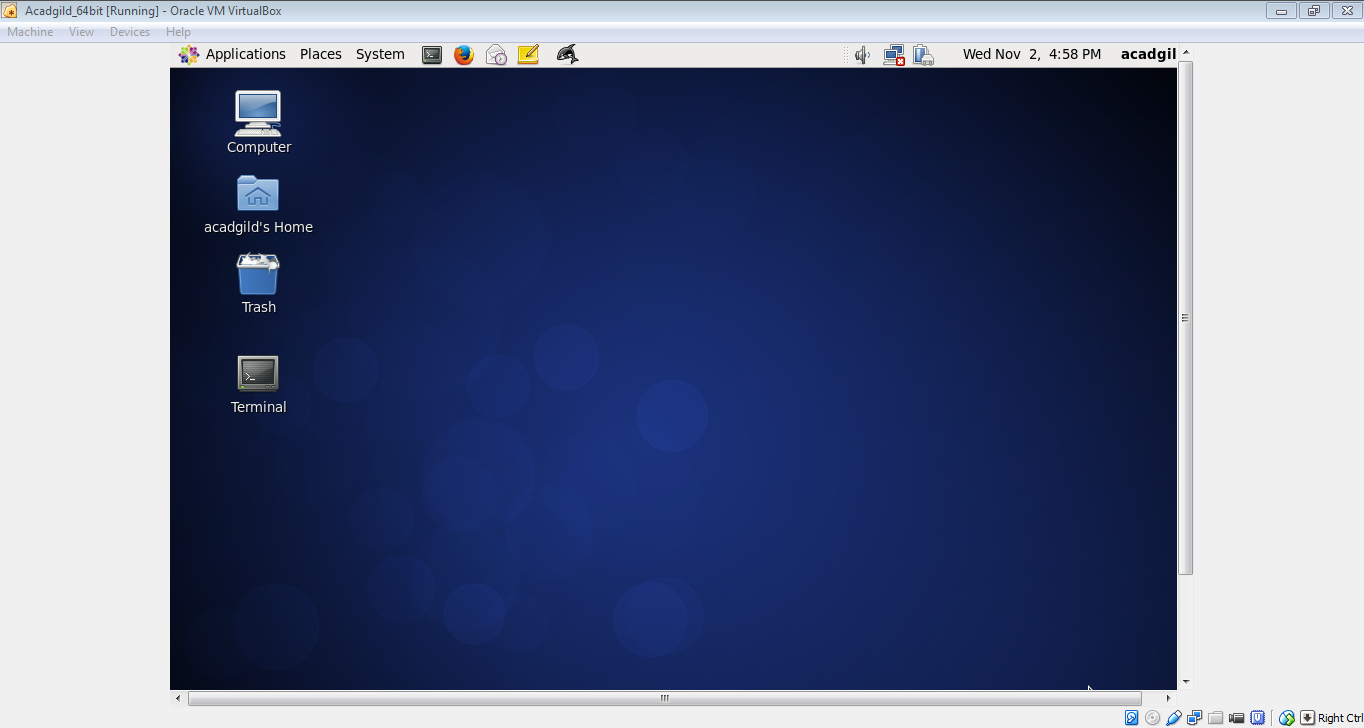 Acadgild_64bit [Running] - Oracle VM VirtualBox
Machine View Devices Help
Applications Places System Wed Nov 2, 4:58 PM acadgil
Computer
acadgild's Home
Trash
Terminal
Right Ctrl